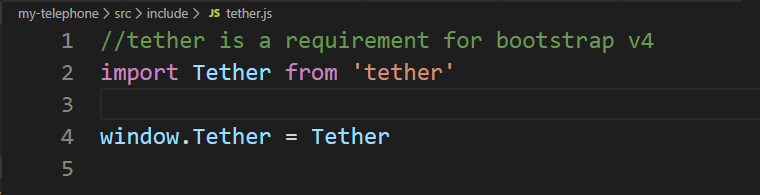 my-telephone > src > include > JS tether.js
1 //tether is a requirement for bootstrap v4
2 import Tether from 'tether'
3
4 window.Tether = Tether
5